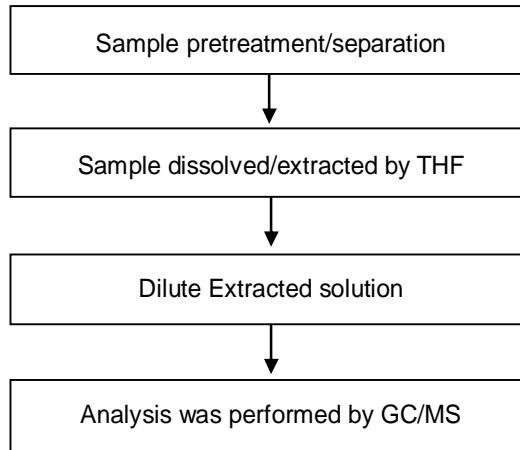 Sample pretreatment/separation
Sample dissolved/extracted by THF
Dilute Extracted solution
Analysis was performed by GC/MS